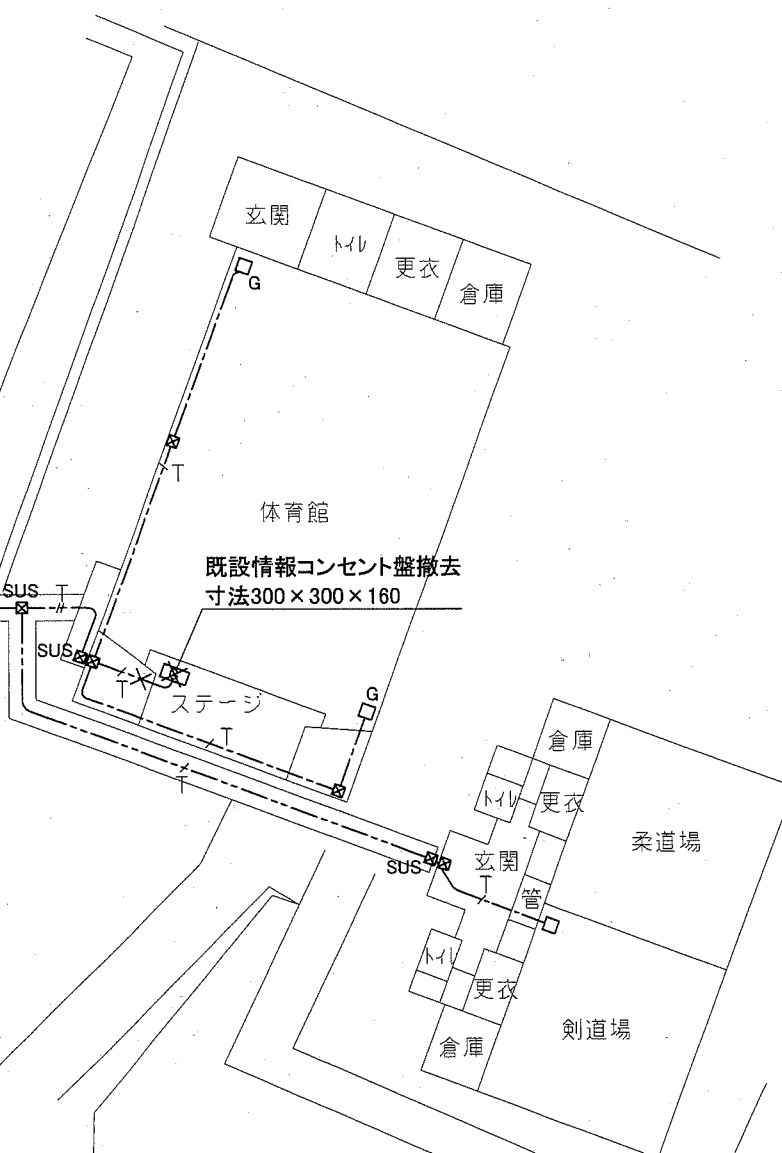 玄関
トイレ
更衣
倉庫
G
T
体育館
既設情報コンセント盤撤去
寸法300×300×160
SUS
T
SUS
T
ステージ
G
T
T
倉庫
トイレ
更衣
柔道場
玄関
SUS
T
管
トイレ
更衣
剣道場
倉庫